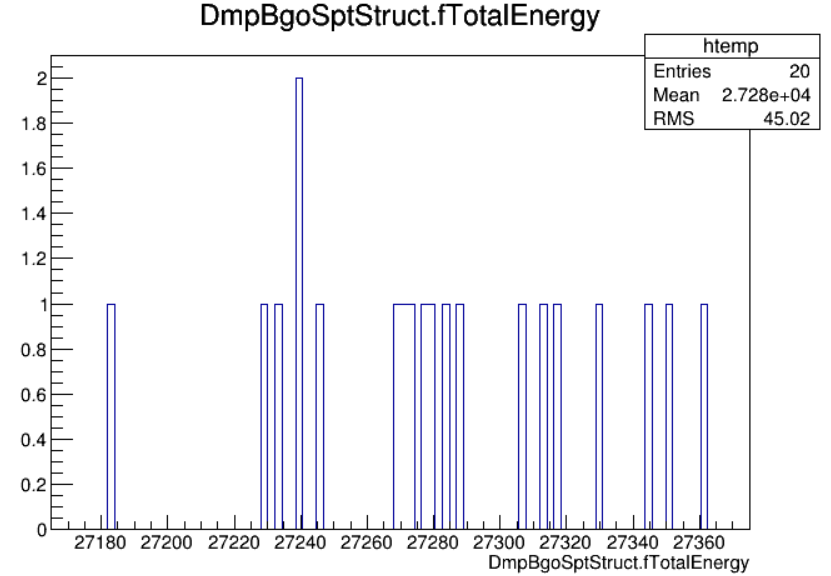 DmpBgoSptStruct.fTotalEnergy
htemp
Entries 20
Mean 2.728e+04
RMS 45.02
2
1.8
1.6
1.4
1.2
1
0.8
0.6
0.4
0.2
0
27180 27200 27220 27240 27260 27280 27300 27320 27340 27360
DmpBgoSptStruct.fTotalEnergy